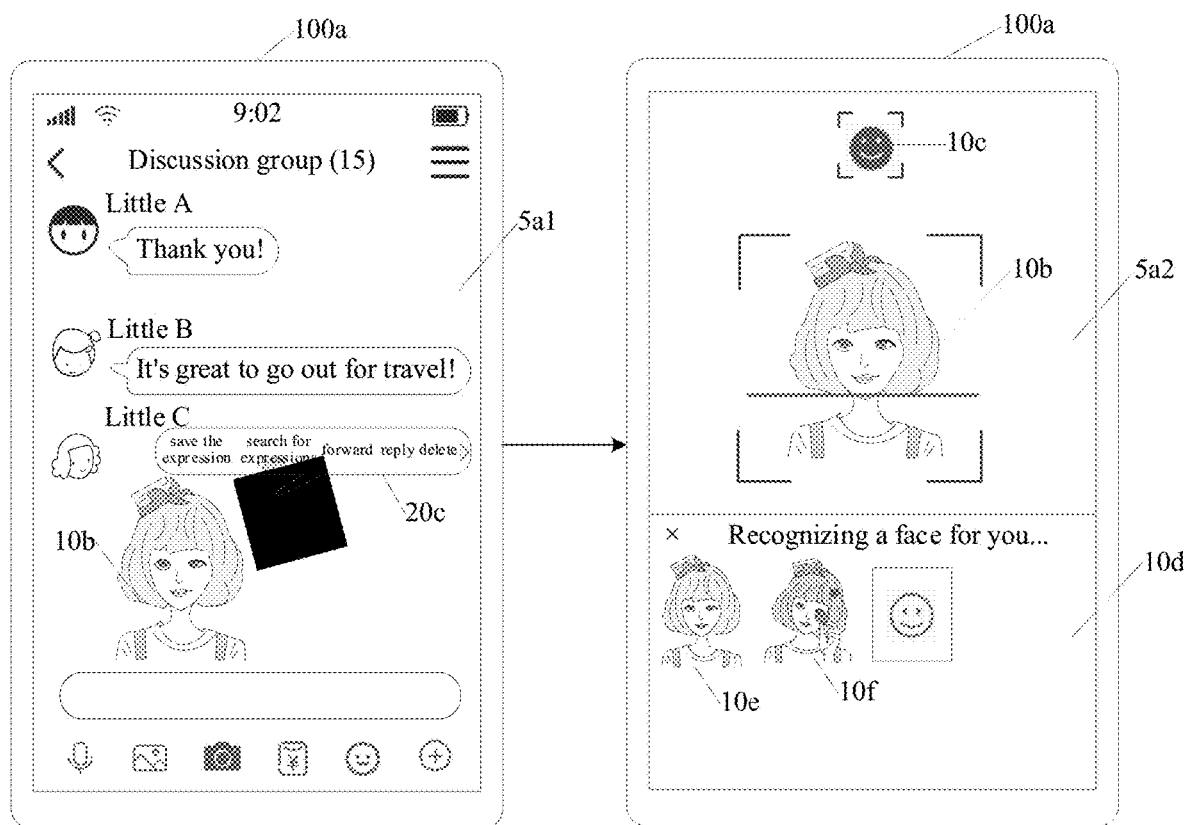 100a
9:02
Discussion group (15)
Little A
Thank you!
5a1
Little B
It's great to go out for travel!
Little C
save the expression
search for expressions
forward
reply
delete
20c
10b
100a
10c
10b
5a2
Recognizing a face for you...
10d
10e
10f